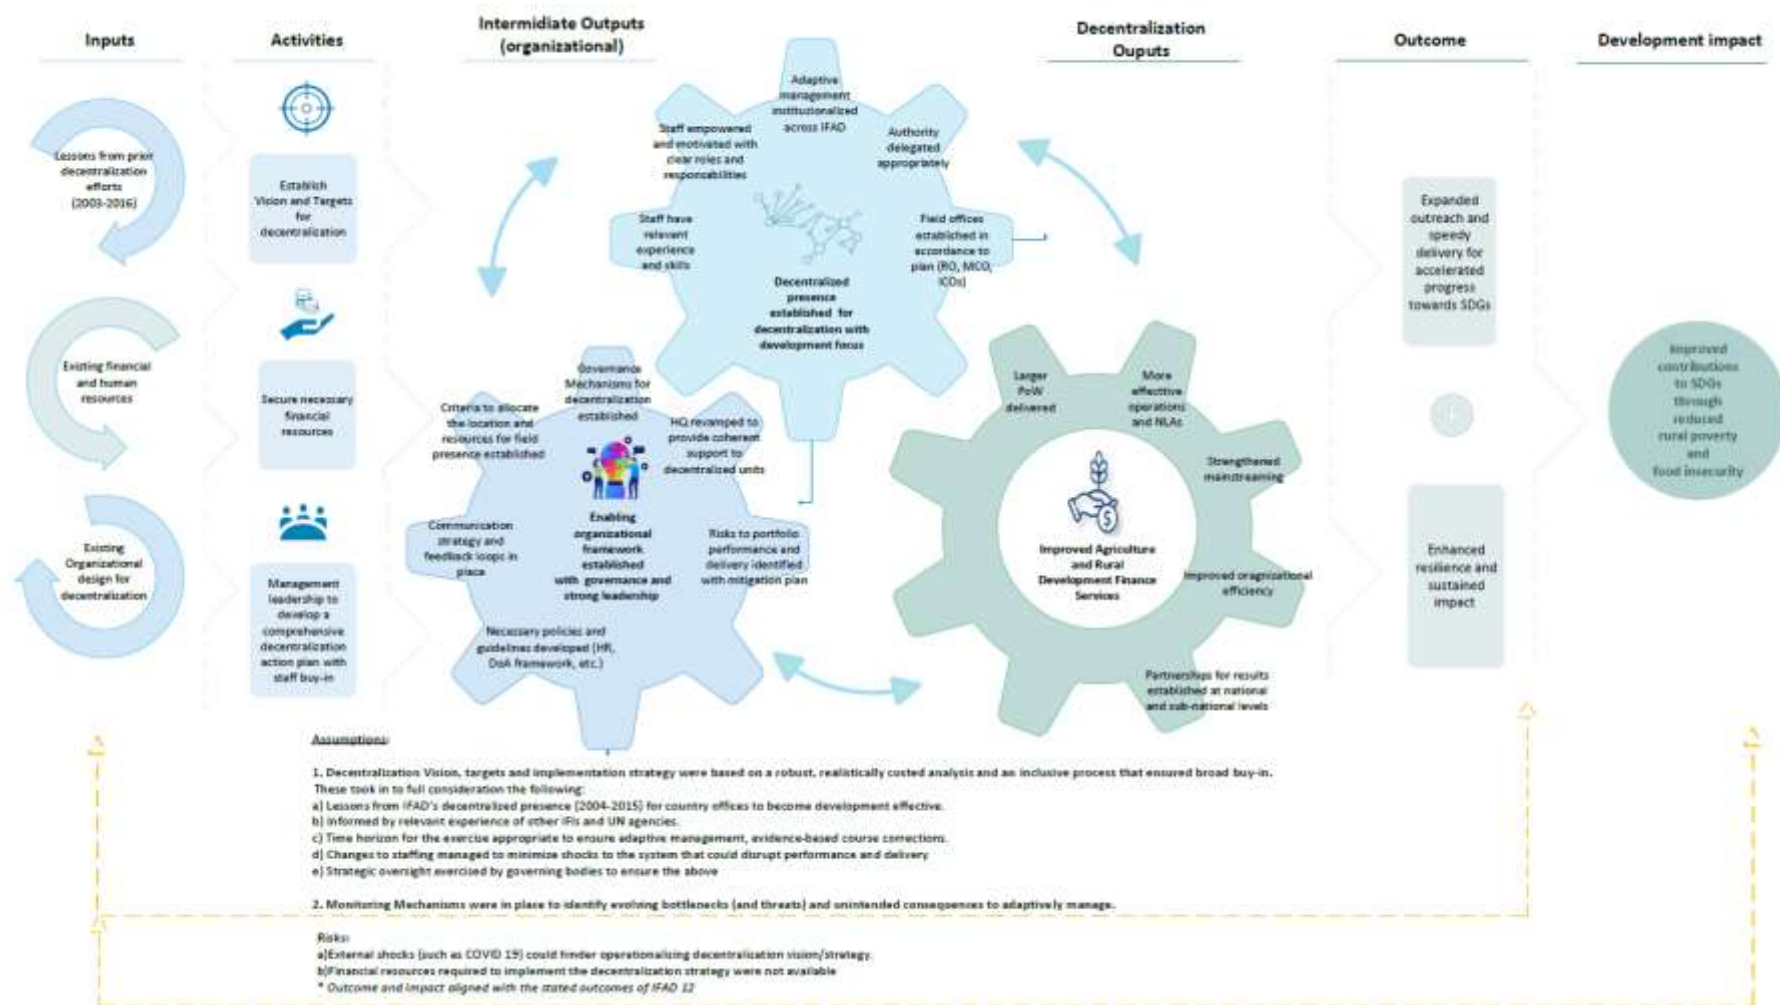 Inputs
Activities
Intermidiate Outputs
(organizational)
Decentralization
Ouputs
Outcome
Development impact
Lessons from prior
decentralization
efforts
(2003-2016)
Existing financial
and human
resources
Existing
Organizational
design for
decentralization
Establish
Vision and Targets
for
decentralization
Secure necessary
financial
resources
Management
leadership to
develop a
comprehensive
decentralization
action plan with
staff buy-in
Adaptive
management
institutionalized
across IFAD
Staff empowered
and motivated with
clear roles and
responsabilities
Authority
delegated
appropriately
Staff have
relevant
experience
and skills
Field offices
established in
accordance to
plan (RO, MCO,
ICOs)
Decentralized
presence
established for
decentralization with
development focus
Governance
Mechanisms for
decentralization
established
Criteria to allocate
the location and
resources for field
presence established
HQ revamped to
provide coherent
support to
decentralized units
Communication
strategy and
feedback loops in
place
Enabling
organizational
framework
established
with governance and
strong leadership
Risks to portfolio
performance and
delivery identified
with mitigation plan
Necessary policies and
guidelines developed (HR,
DoA framework, etc.)
Larger
PoW
delivered
More
effective
operations
and NLAs
Strengthened
mainstreaming
Improved Agriculture
and Rural
Development Finance
Services
Improved oragnizational
efficiency
Partnerships for results
established at national
and sub-national levels
Expanded
outreach and
speedy
delivery for
accelerated
progress
towards SDGs
+
Enhanced
resilience and
sustained
impact
Improved
contributions
to SDGs
through
reduced
rural poverty
and
food insecurity
Assumptions:
1. Decentralization Vision, targets and implementation strategy were based on a robust, realistically costed analysis and an inclusive process that ensured broad buy-in.
These took in to full consideration the following:
a) Lessons from IFAD's decentralized presence (2004-2015) for country offices to become development effective.
b) Informed by relevant experience of other IFIs and UN agencies.
c) Time horizon for the exercise appropriate to ensure adaptive management, evidence-based course corrections.
d) Changes to staffing managed to minimize shocks to the system that could disrupt performance and delivery
e) Strategic oversight exercised by governing bodies to ensure the above
2. Monitoring Mechanisms were in place to identify evolving bottlenecks (and threats) and unintended consequences to adaptively manage.
Risks:
a)External shocks (such as COVID 19) could hinder operationalising decentralization vision/strategy.
b)Financial resources required to implement the decentralization strategy were not available
* Outcome and Impact aligned with the stated outcomes of IFAD 12